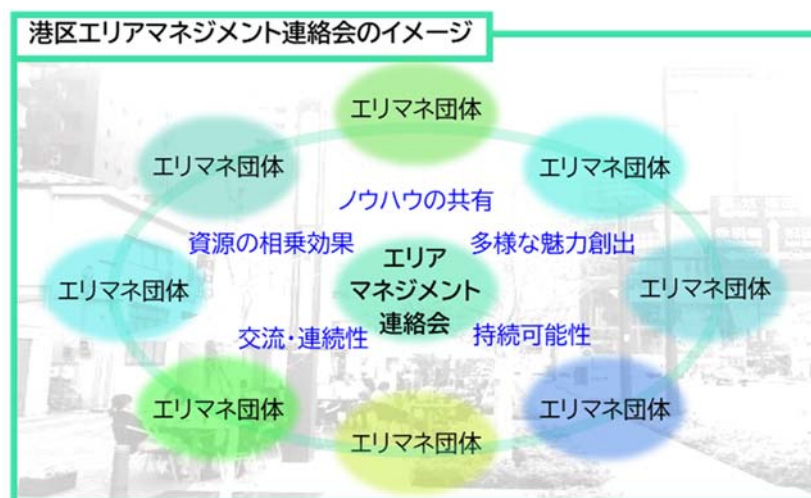 港区エリアマネジメント連絡会のイメージ
エリマネ団体
エリマネ団体
エリマネ団体
ノウハウの共有
資源の相乗効果
多様な魅力創出
エリマネ団体
エリア
マネジメント
連絡会
エリマネ団体
交流・連続性
持続可能性
エリマネ団体
エリマネ団体
エリマネ団体